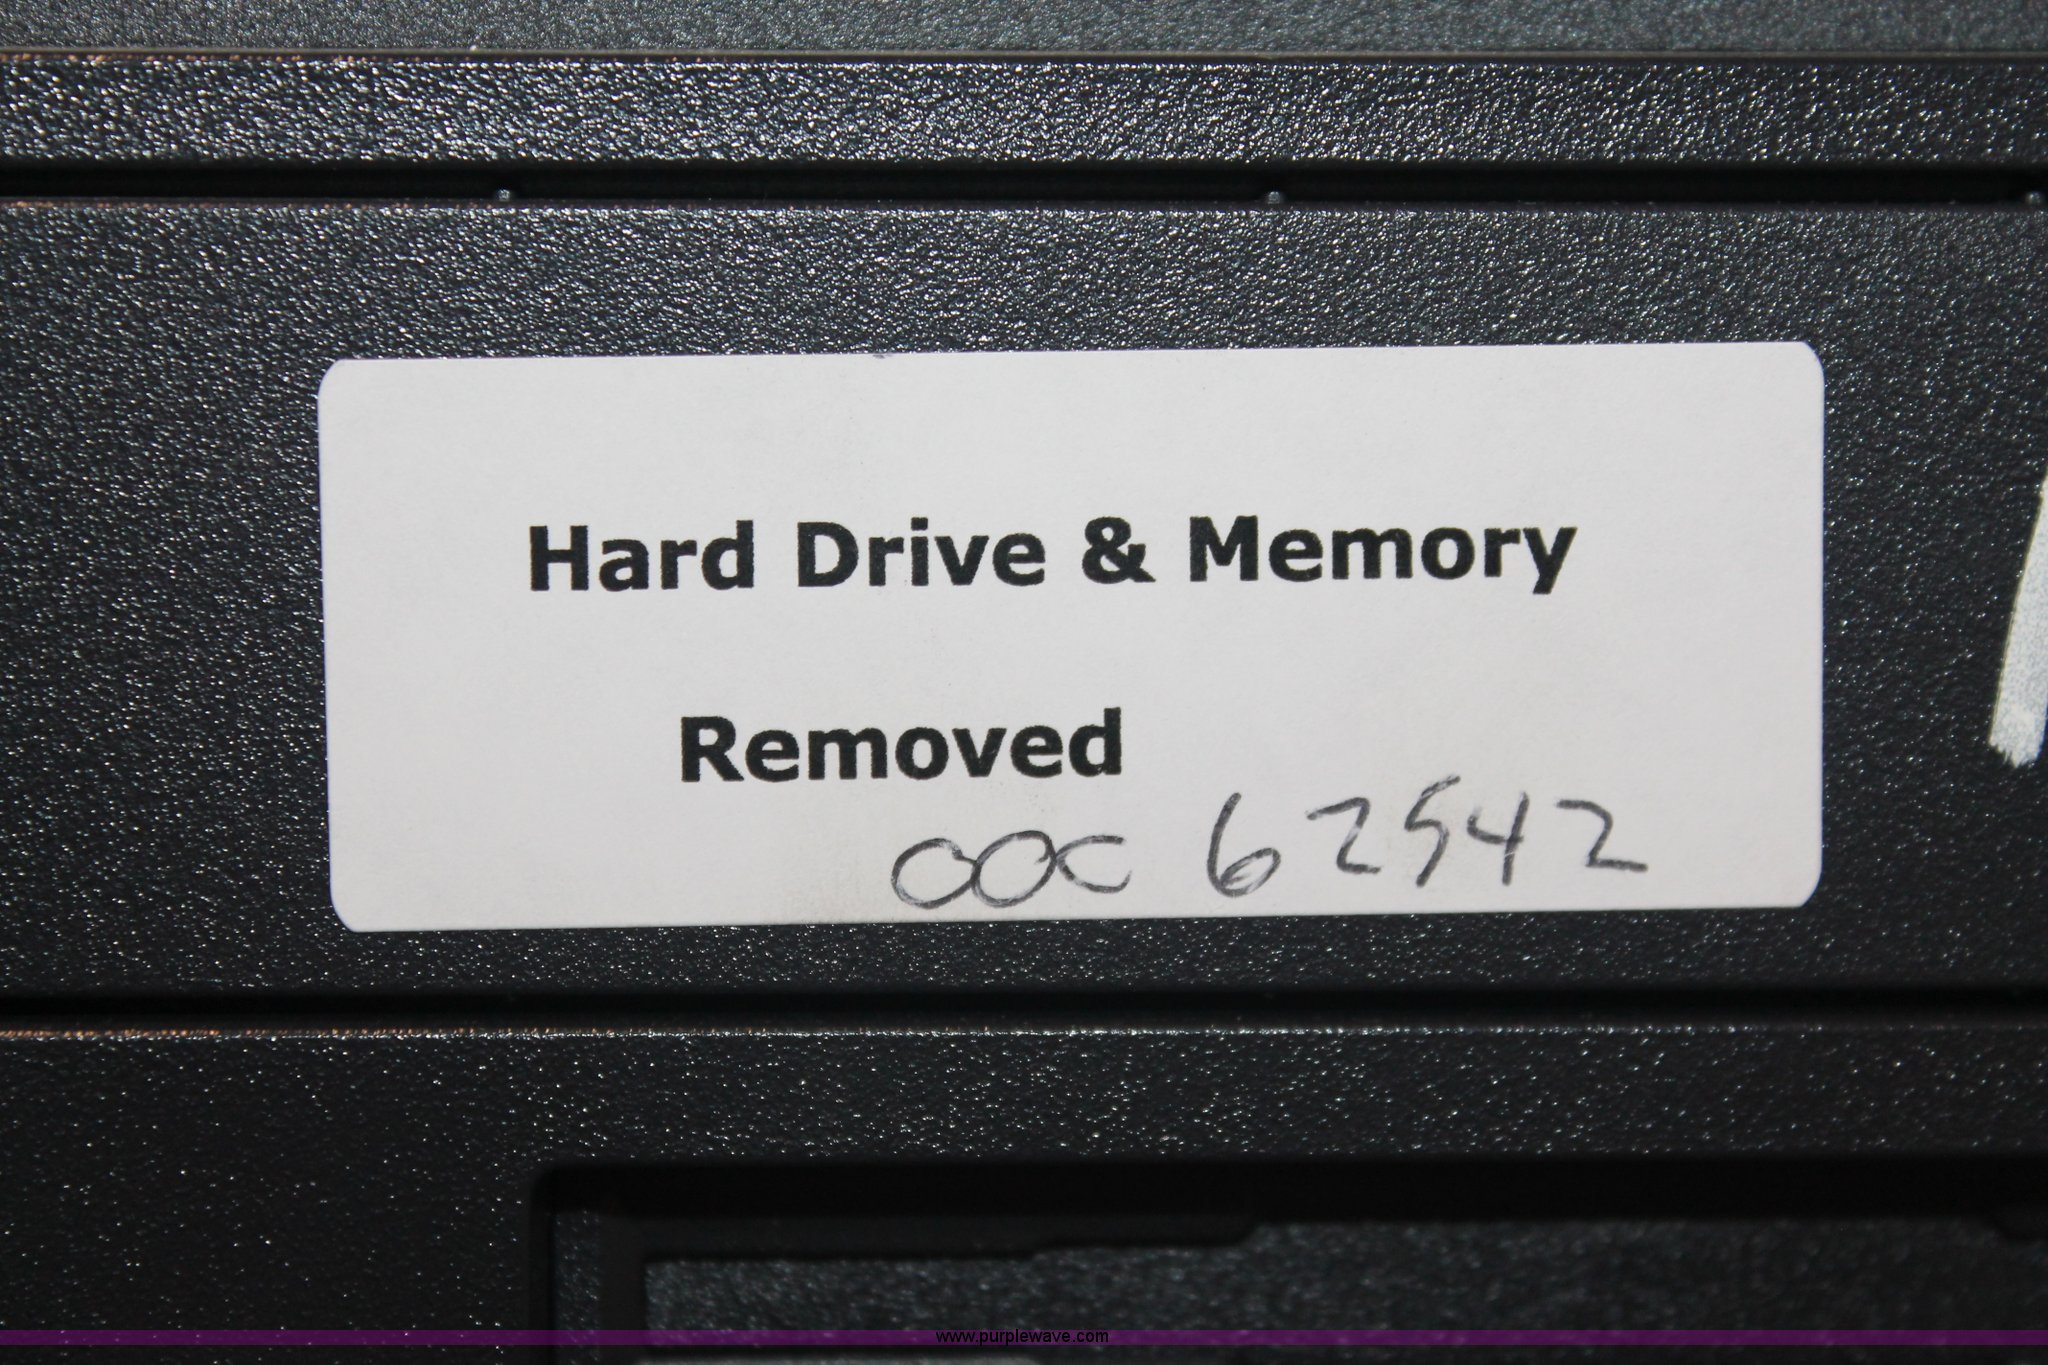 Hard Drive & Memory
Removed
OOC 62542
www.purplewave.com